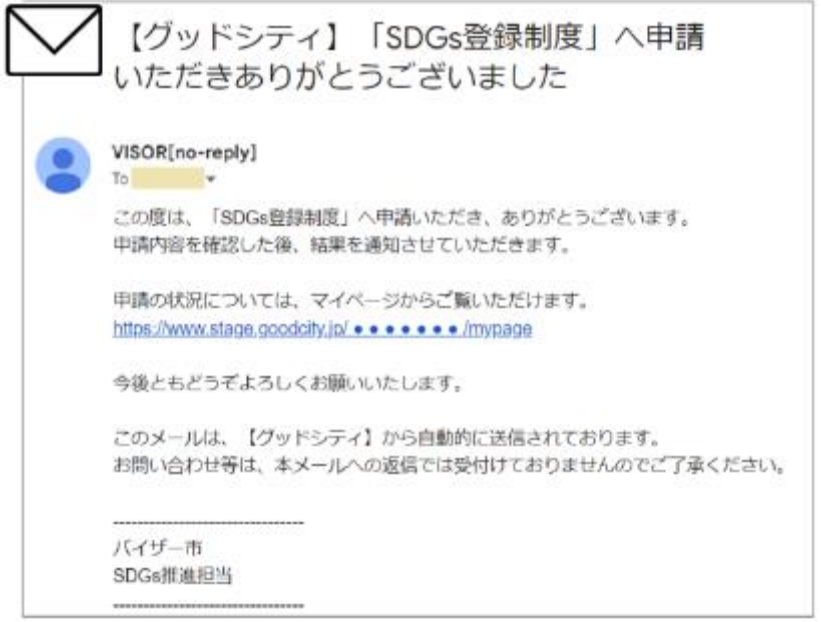 【グッドシティ】「SDGs登録制度」へ申請
いただきありがとうございました
VISOR[no-reply]
To
この度は、「SDGs登録制度」へ申請いただき、ありがとうございます。
申請内容を確認した後、結果を通知させていただきます。
申請の状況については、マイページからご覧いただけます。
https://www.stage.goodcity.jp/●●●●●●●/mypage
今後ともどうぞよろしくお願いいたします。
このメールは、【グッドシティ】から自動的に送信されております。
お問い合わせ等は、本メールへの返信では受付けておりませんのでご了承ください。
--------------------------------
バイザー市
SDGs推進担当
--------------------------------